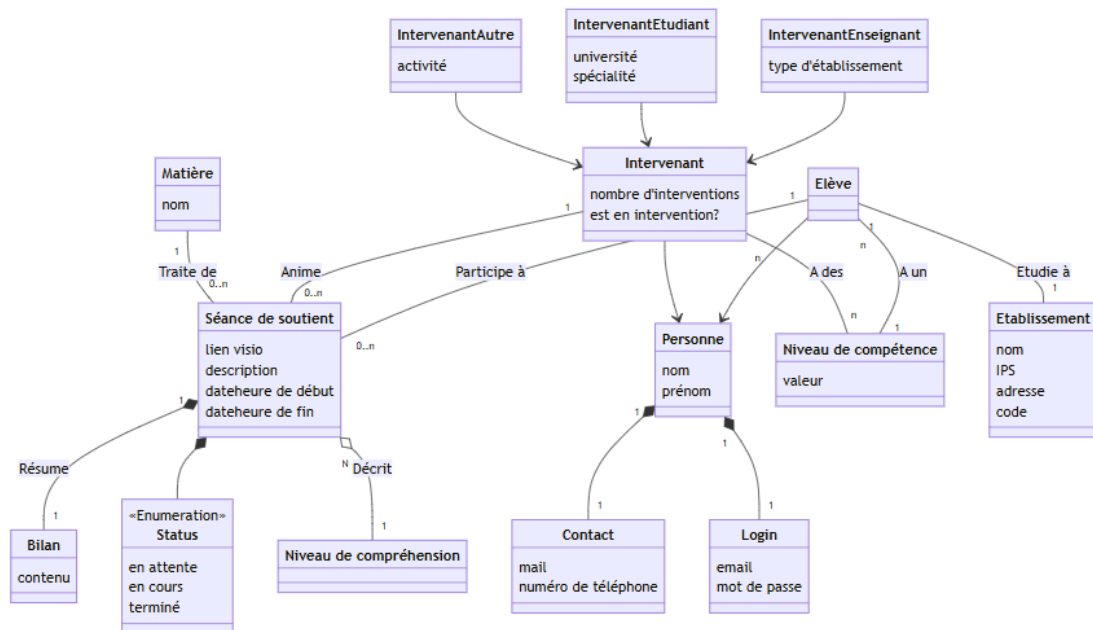 IntervenantAutre
activité
IntervenantEtudiant
université
spécialité
IntervenantEnseignant
type d'établissement
Intervenant
nombre d'interventions
est en intervention?
Elève
Matière
nom
1
1
1
n
1
1
Traite de
0..n
Anime
0..n
Participe à
0..n
n
A des
n
A un
1
Etudie à
1
Séance de soutient
lien visio
description
dateheure de début
dateheure de fin
Personne
nom
prénom
Niveau de compétence
valeur
Etablissement
nom
IPS
adresse
code
1
N
1
1
Résume
1
Décrit
1
1
1
Bilan
contenu
«Enumeration»
Status
en attente
en cours
terminé
Niveau de compréhension
Contact
mail
numéro de téléphone
Login
email
mot de passe